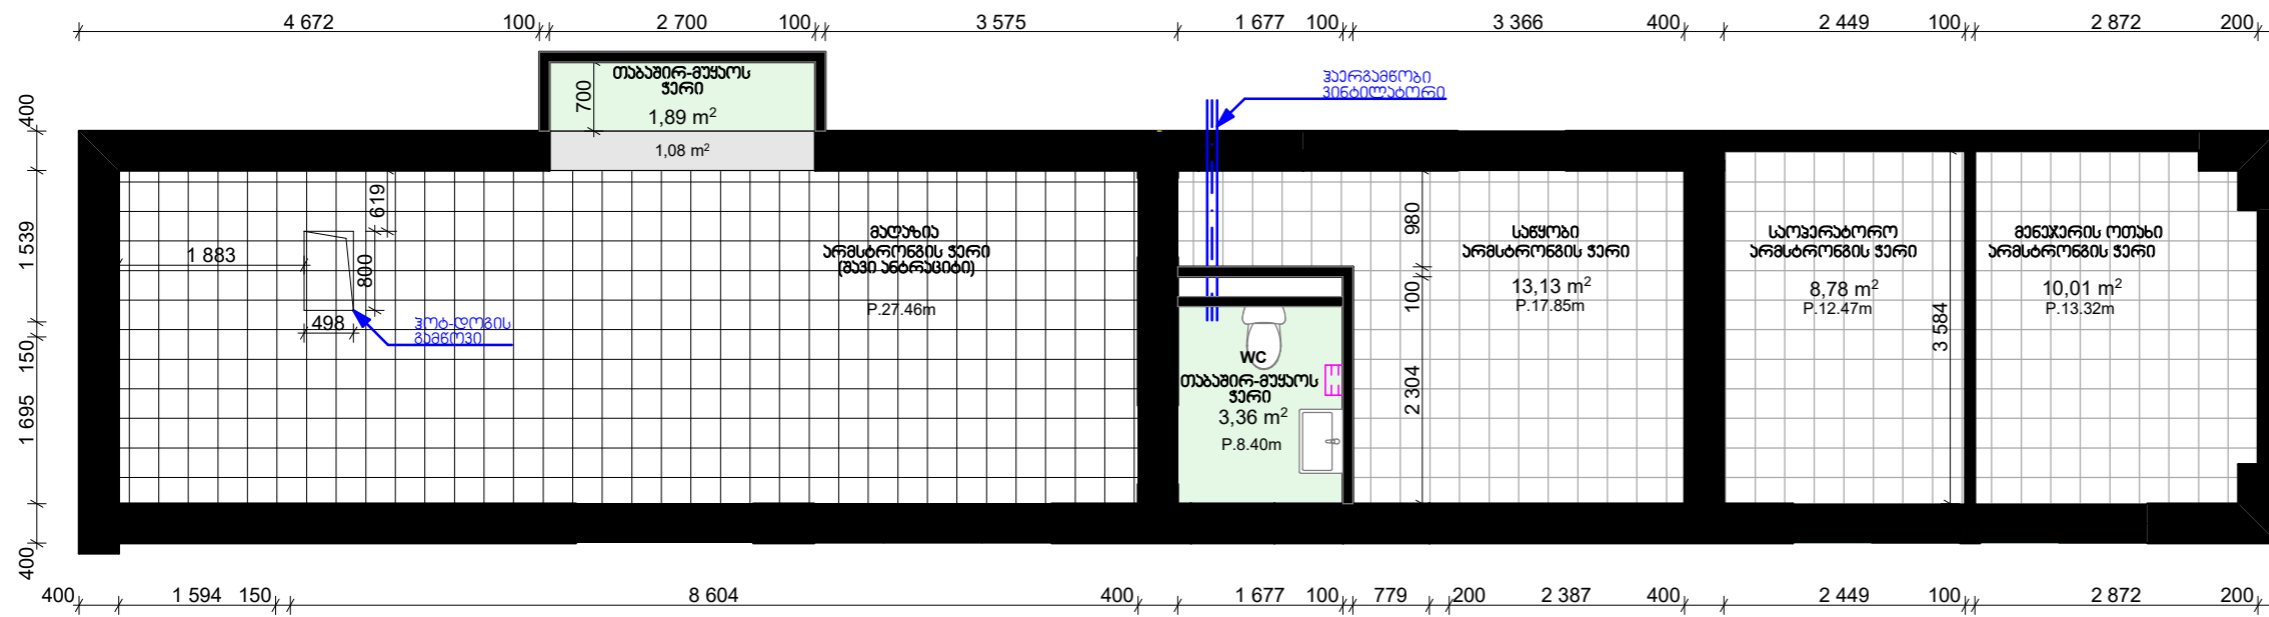 4 672
100
2 700
100
3 575
1 677
100
3 366
400
2 449
100
2 872
200
თაბაშირ-მუყაოს
ჭერი
1,89 m²
700
1,08 m²
ჰაერგამწოვი
ვინტილატორი
400
1 539
150
1 695
400
619
1 883
800
498
ჰოტ-დოგის
გამწოვი
მაღაზია
არმსტრონგის ჭერი
(შავი ანტრაციტი)
P.27.46m
980
100
2 304
WC
თაბაშირ-მუყაოს
ჭერი
3,36 m²
P.8.40m
საწყობი
არმსტრონგის ჭერი
13,13 m²
P.17.85m
საოპერატორო
არმსტრონგის ჭერი
8,78 m²
P.12.47m
3 584
მენეჯერის ოთახი
არმსტრონგის ჭერი
10,01 m²
P.13.32m
400
1 594
150
8 604
400
1 677
100
779
200
2 387
400
2 449
100
2 872
200